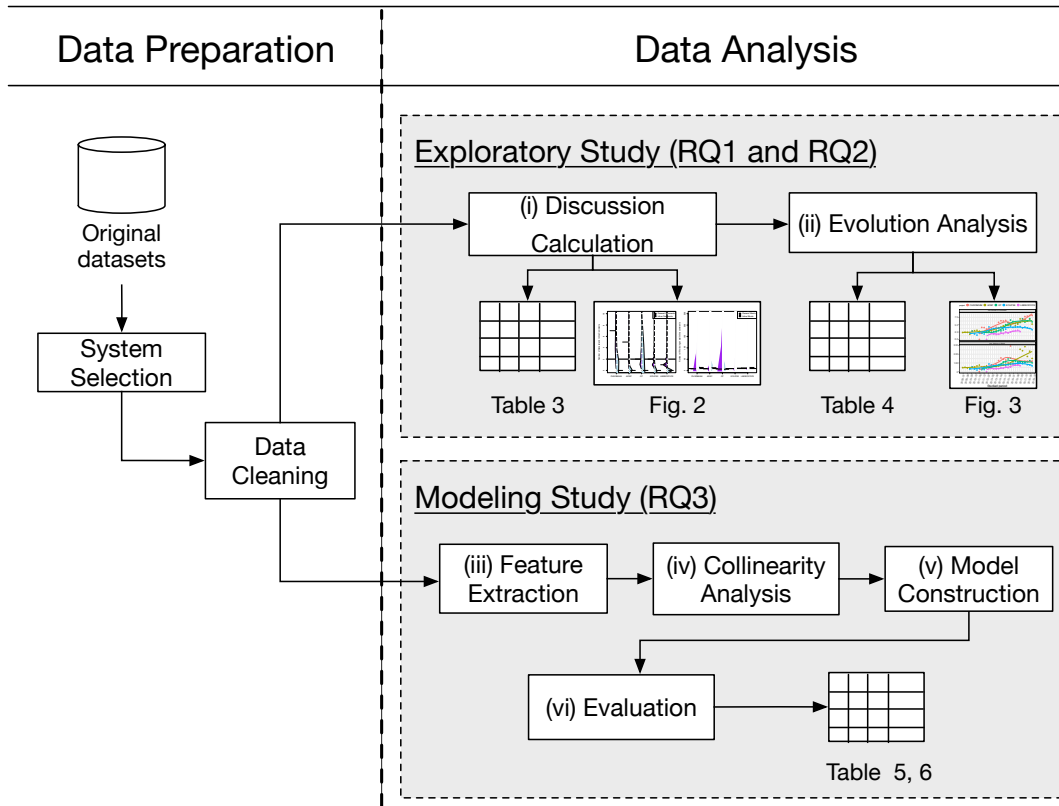 Data Preparation
Data Analysis
Original
datasets
System
Selection
Data
Cleaning
Exploratory Study (RQ1 and RQ2)
(i) Discussion
Calculation
(ii) Evolution Analysis
Table 3
Fig. 2
Table 4
Fig. 3
Modeling Study (RQ3)
(iii) Feature
Extraction
(iv) Collinearity
Analysis
(v) Model
Construction
(vi) Evaluation
Table 5, 6